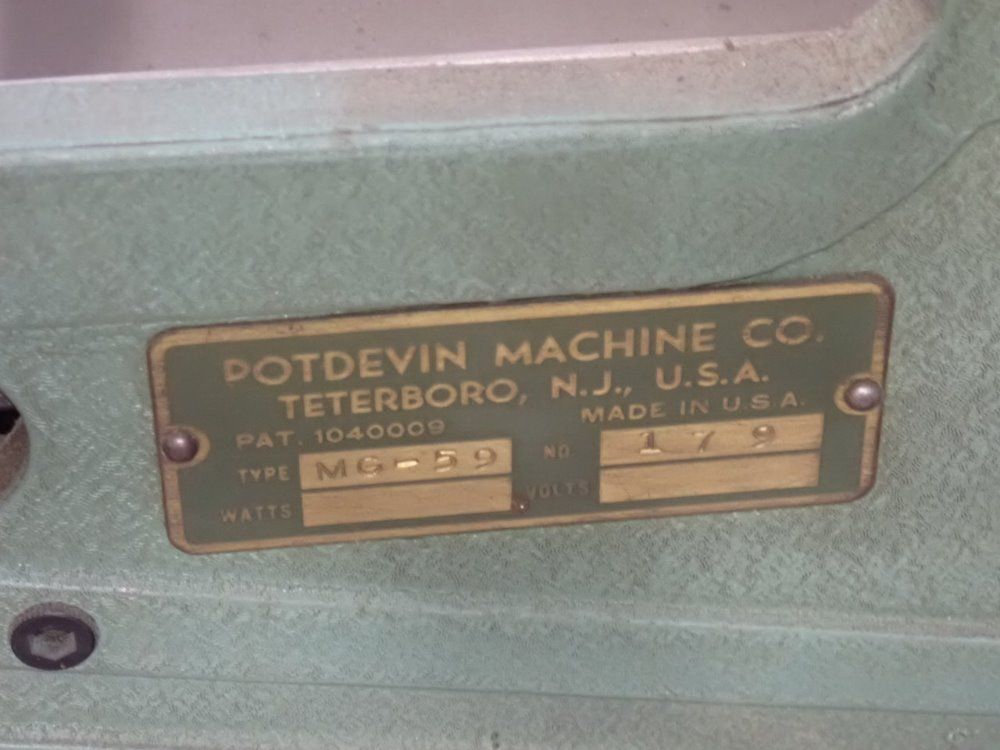 POTDEVIN MACHINE CO.
TETERBORO, N.J., U.S.A.
PAT. 1040009 MADE IN U.S.A.
TYPE MG-59 NO. 179
WATTS VOLTS